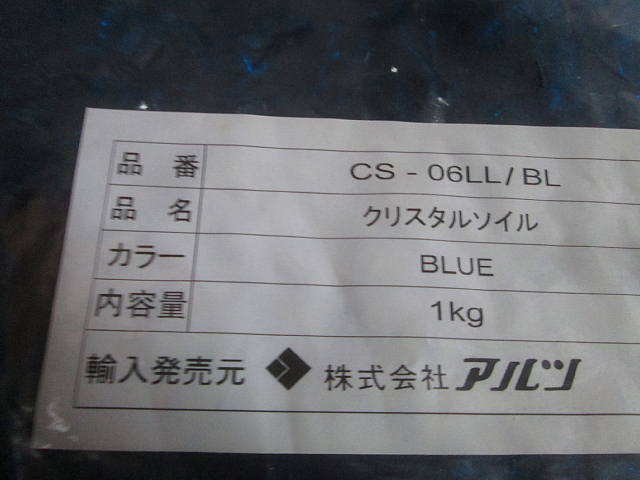 品番 CS - 06LL/BL
品名 クリスタルソイル
カラー BLUE
内容量 1kg
輸入発売元 株式会社 アルツ